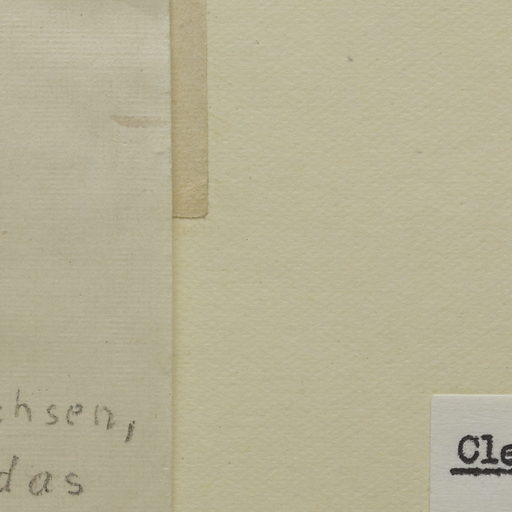 chsen,
das
Cle